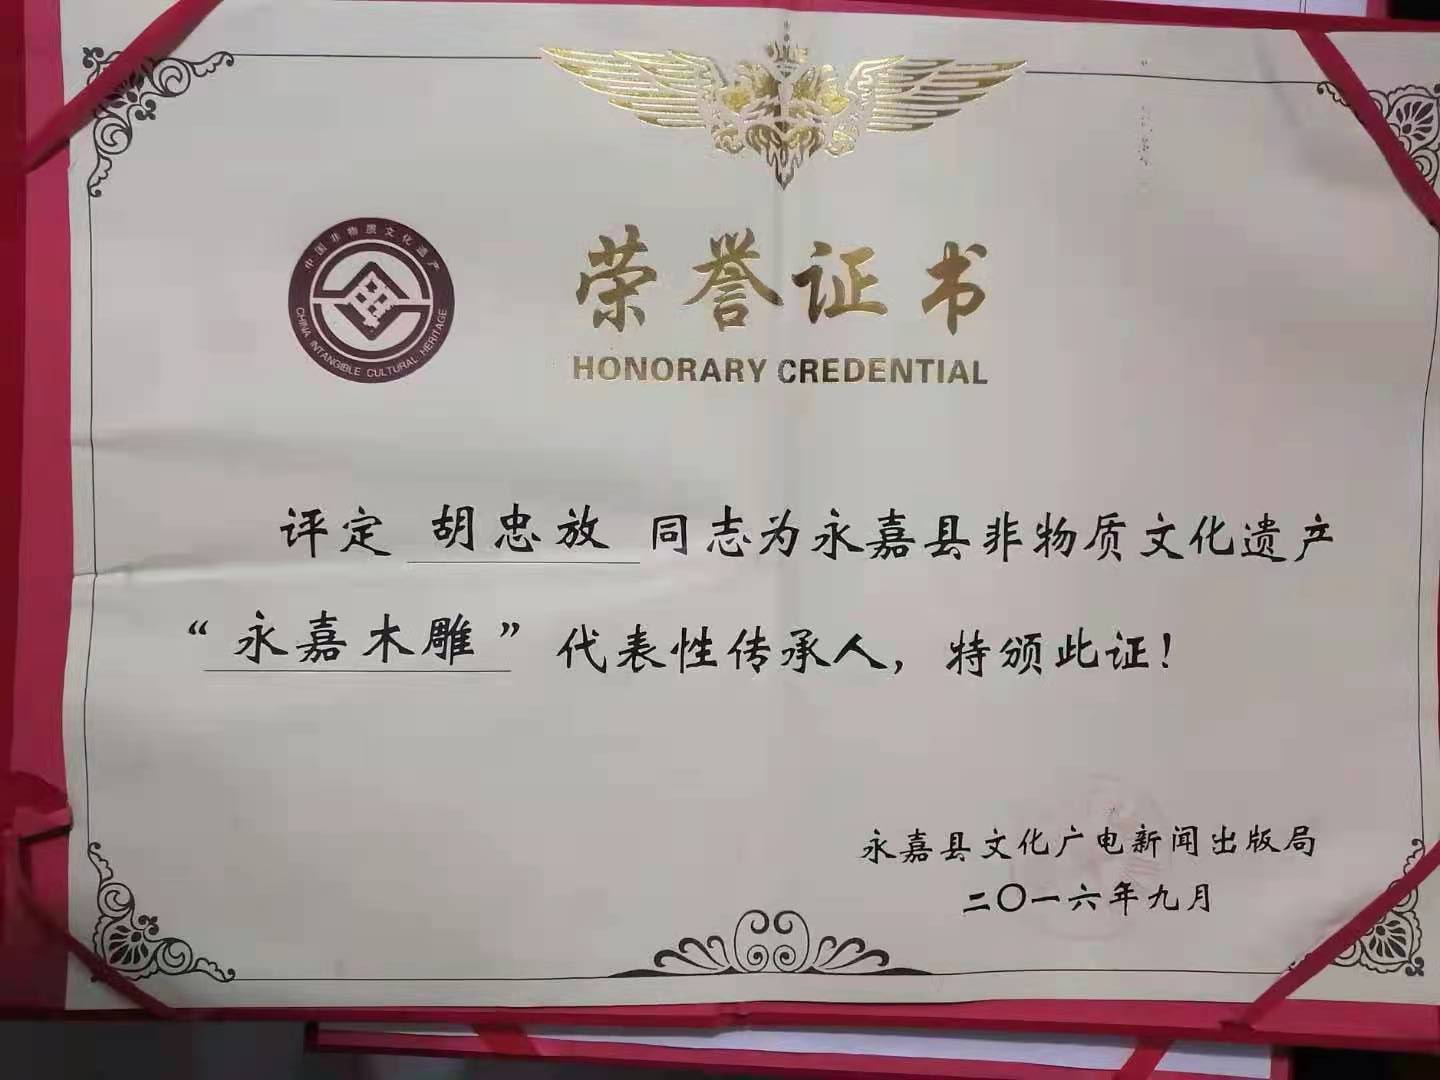 中国非物质文化遗产
CHINA INTANGIBLE CULTURAL HERITAGE
荣誉证书
HONORARY CREDENTIAL
评定 胡忠放 同志为永嘉县非物质文化遗产
“永嘉木雕”代表性传承人，特颁此证！
永嘉县文化广电新闻出版局
二〇一六年九月